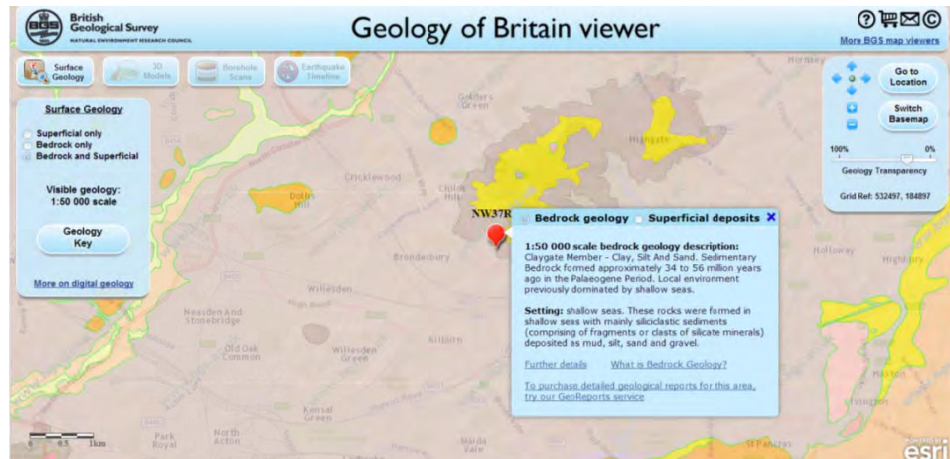 British
Geological Survey
NATURAL ENVIRONMENT RESEARCH COUNCIL
Geology of Britain viewer
More BGS map viewers
Surface
Geology
3D
Models
Borehole
Scans
Earthquake
Timeline
Surface Geology
Superficial only
Bedrock only
Bedrock and Superficial
Visible geology:
1:50 000 scale
Geology
Key
More on digital geology
Go to
Location
Switch
Basemap
100% 0%
Geology Transparency
Grid Ref: 532497, 184897
Hornsey
Golders
Green
Highgate
Cricklewood
Childs
Hill
Dollis
Hill
NW37R
Brondesbury
Willesden
Neasden And
Stonebridge
Old Oak
Common
Willesden
Green
Kilburn
Kensal
Green
Park
Royal
North
Acton
Maida
Vale
St Pancras
Holloway
Highbury
Hoxton
Islington
Bedrock geology Superficial deposits X
1:50 000 scale bedrock geology description:
Claygate Member - Clay, Silt And Sand. Sedimentary
Bedrock formed approximately 34 to 56 million years
ago in the Palaeogene Period. Local environment
previously dominated by shallow seas.
Setting: shallow seas. These rocks were formed in
shallow seas with mainly siliciclastic sediments
(comprising of fragments or clasts of silicate minerals)
deposited as mud, silt, sand and gravel.
Further details What is Bedrock Geology?
To purchase detailed geological reports for this area,
try our GeoReports service
0 0.5 1km
POWERED BY
esri